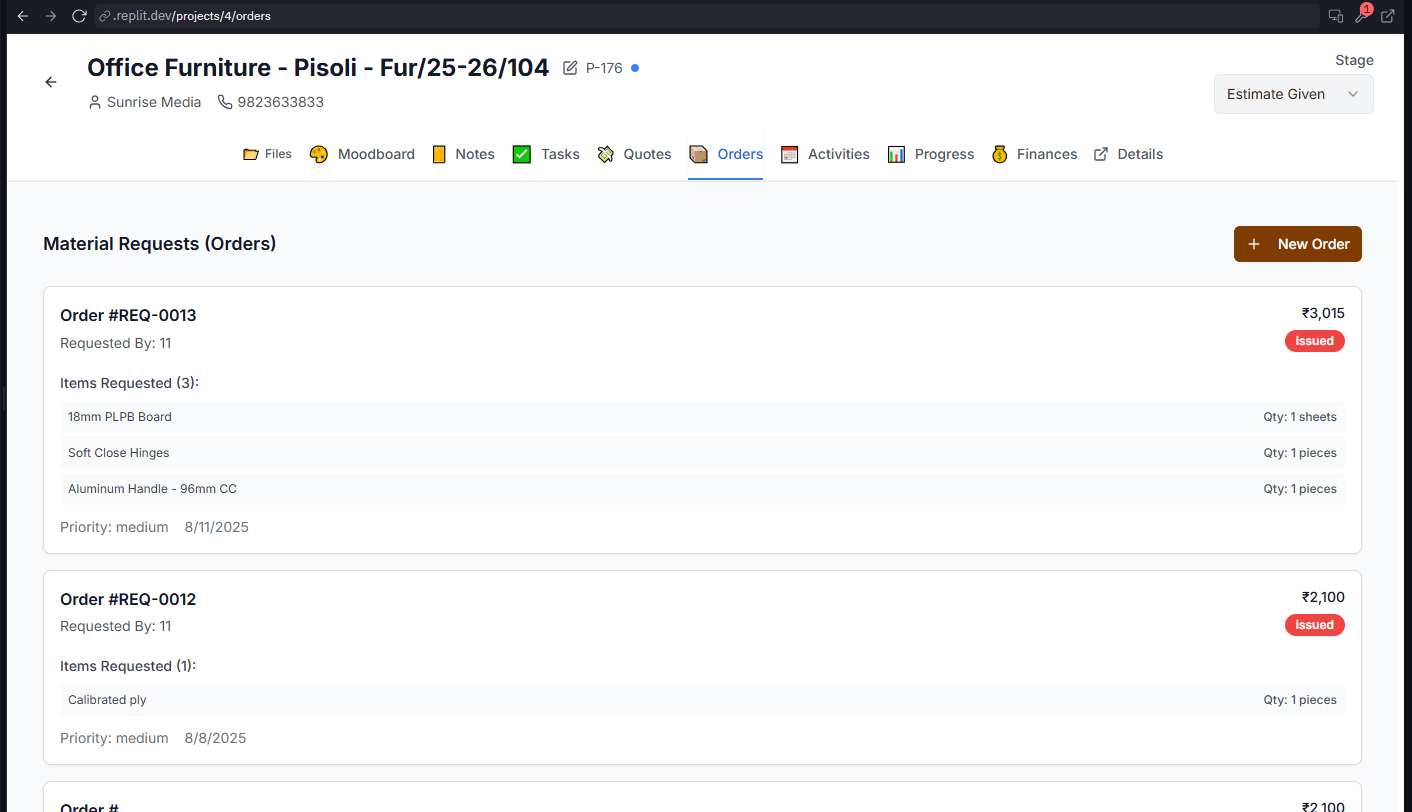 .replit.dev/projects/4/orders
1
Office Furniture - Pisoli - Fur/25-26/104 P-176
Stage
Sunrise Media 9823633833
Estimate Given
Files Moodboard Notes Tasks Quotes Orders Activities Progress Finances Details
Material Requests (Orders)
+ New Order
Order #REQ-0013 ₹3,015
Requested By: 11 issued
Items Requested (3):
18mm PLPB Board Qty: 1 sheets
Soft Close Hinges Qty: 1 pieces
Aluminum Handle - 96mm CC Qty: 1 pieces
Priority: medium 8/11/2025
Order #REQ-0012 ₹2,100
Requested By: 11 issued
Items Requested (1):
Calibrated ply Qty: 1 pieces
Priority: medium 8/8/2025
Order # ₹2,100